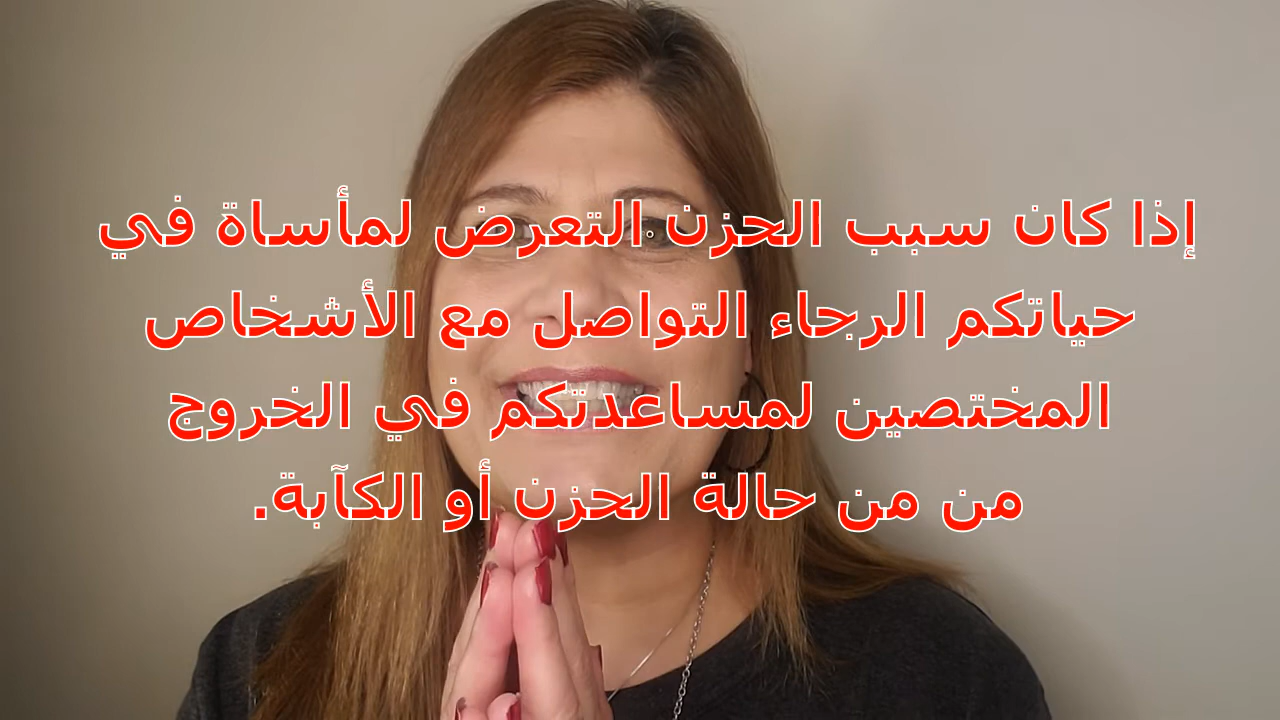 إذا كان سبب الحزن التعرض لمأساة في
حياتكم الرجاء التواصل مع الأشخاص
المختصين لمساعدتكم في الخروج
من من حالة الحزن أو الكآبة.